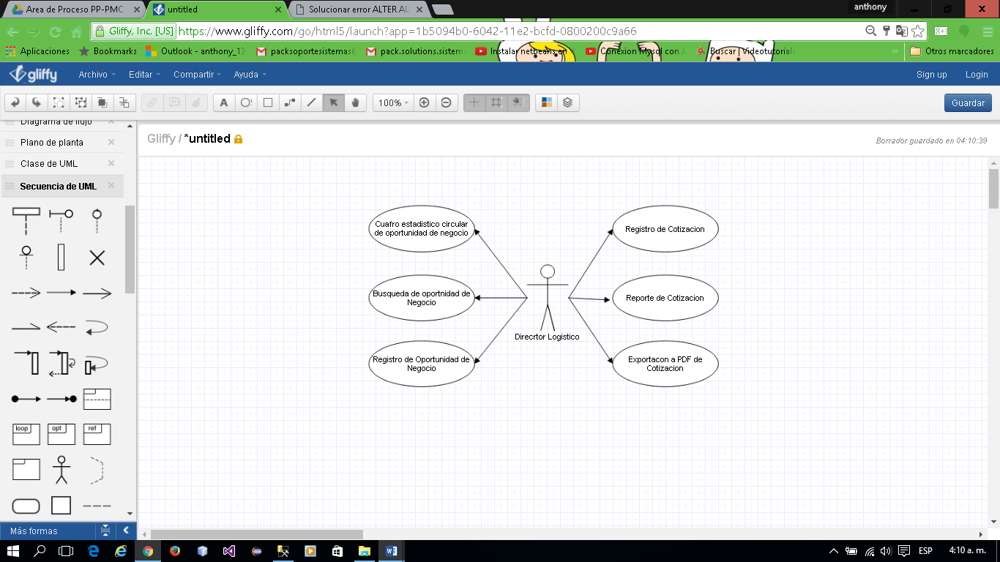 Area de Proceso PP-PMC
untitled
Solucionar error ALTER AU
anthony
Gliffy, Inc. [US]
https://www.gliffy.com/go/html5/launch?app=1b5094b0-6042-11e2-bcfd-0800200c9a66
Aplicaciones
Bookmarks
Outlook - anthony_13
packsoportesistemas@
pack.solutions.sistem
Instalar netbeans en
Conexion Mysql con J
Buscar | Videotutoriale
Otros marcadores
gliffy
Archivo
Editar
Compartir
Ayuda
Sign up
Login
A
100%
Guardar
Diagrama de flujo
Plano de planta
Clase de UML
Secuencia de UML
loop
opt
ref
Más formas
Gliffy / *untitled
Borrador guardado en 04:10:39
Cuafro estadistico circular
de oportunidad de negocio
Busqueda de oportnidad de
Negocio
Registro de Oportunidad de
Negocio
Direcrtor Logistico
Registro de Cotizacion
Reporte de Cotizacion
Exportacon a PDF de
Cotizacion
ESP
4:10 a. m.